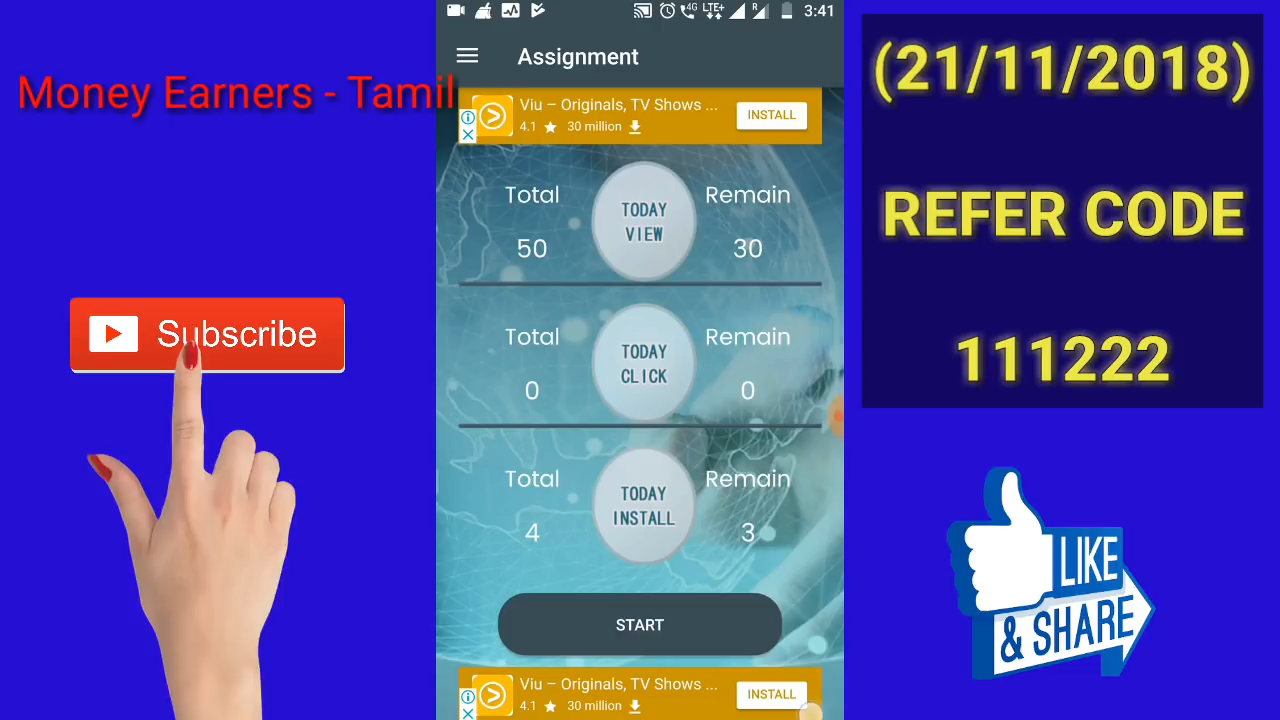 3:41
4G LTE+ R
Assignment
Money Earners - Tamil
Viu – Originals, TV Shows ...
4.1 30 million
INSTALL
Total
TODAY
VIEW
Remain
50
30
Total
TODAY
CLICK
Remain
0
0
Total
TODAY
INSTALL
Remain
4
3
START
Viu – Originals, TV Shows ...
4.1 30 million
INSTALL
Subscribe
(21/11/2018)
REFER CODE
111222
LIKE
& SHARE